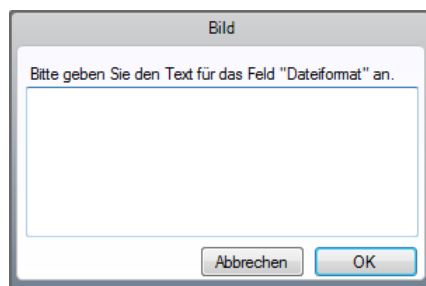 Bild
Bitte geben Sie den Text für das Feld "Dateiformat" an.
Abbrechen OK